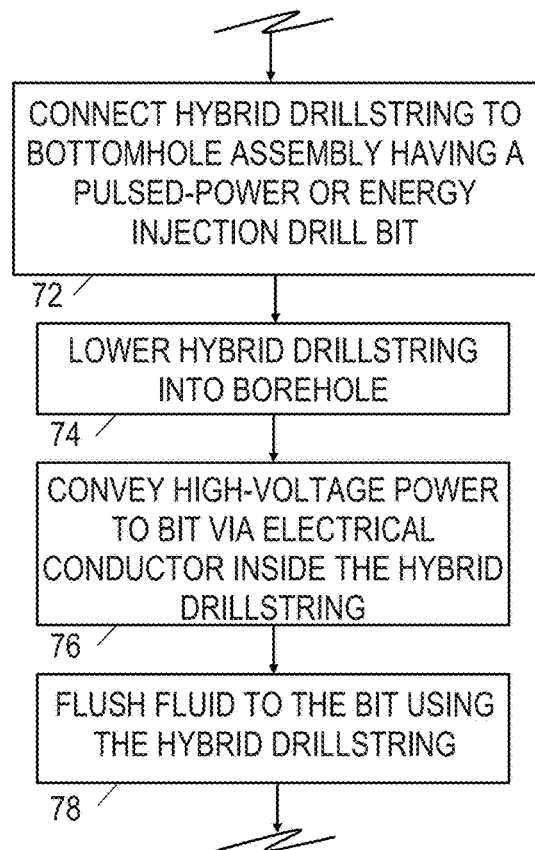 CONNECT HYBRID DRILLSTRING TO
BOTTOMHOLE ASSEMBLY HAVING A
PULSED-POWER OR ENERGY
INJECTION DRILL BIT
72
LOWER HYBRID DRILLSTRING
INTO BOREHOLE
74
CONVEY HIGH-VOLTAGE POWER
TO BIT VIA ELECTRICAL
CONDUCTOR INSIDE THE HYBRID
DRILLSTRING
76
FLUSH FLUID TO THE BIT USING
THE HYBRID DRILLSTRING
78